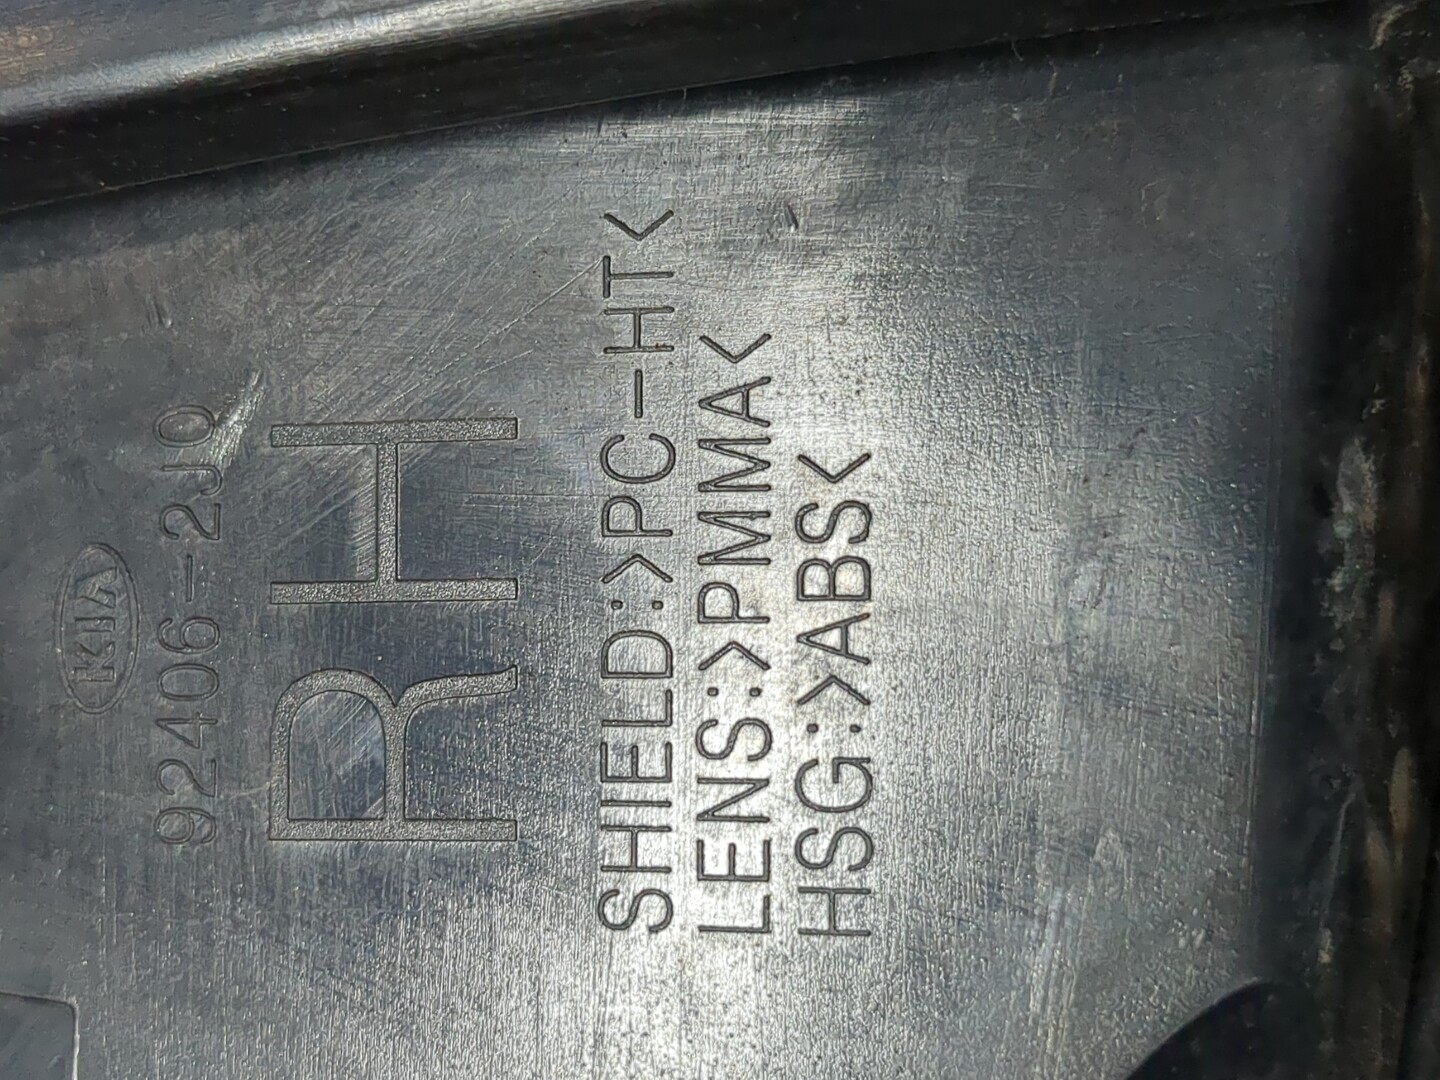 KIA
92406-2J0
RH
SHIELD:>PC-HT<
LENS:>PMMA<
HSG:>ABS<